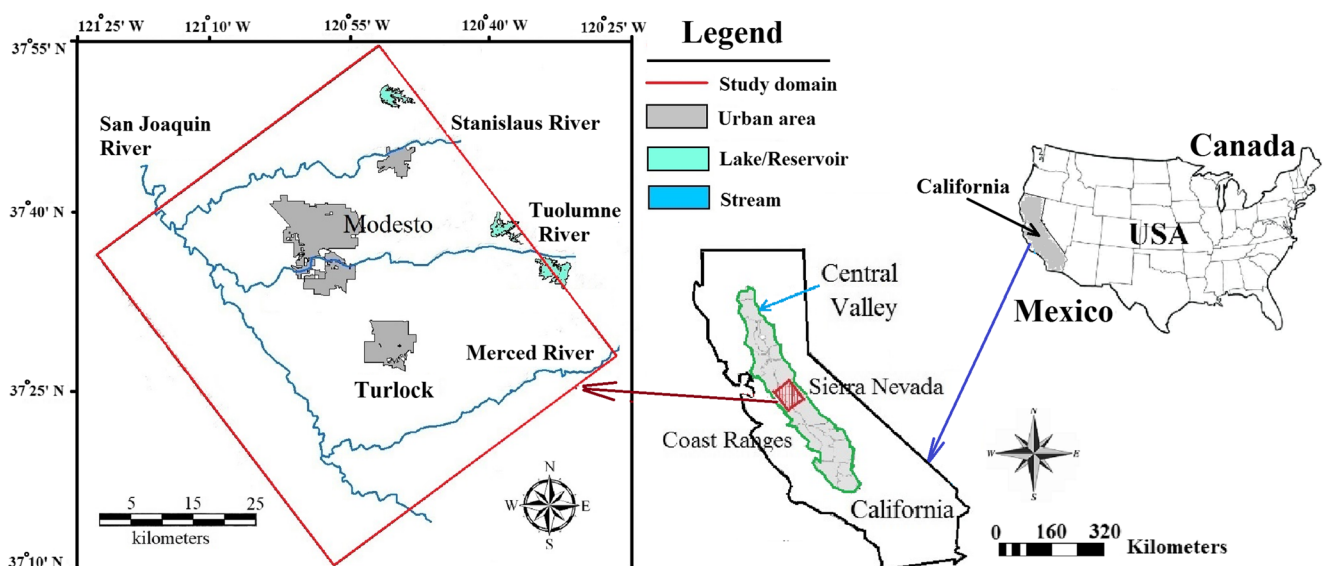 121°25' W
121°10' W
120°55' W
120°40' W
120°25' W
37°55' N
37°40' N
37°25' N
37°10' N
San Joaquin
River
Stanislaus River
Modesto
Tuolumne
River
Merced River
Turlock
5 15 25
kilometers
N
W E
S
Legend
Study domain
Urban area
Lake/Reservoir
Stream
Central
Valley
Sierra Nevada
Coast Ranges
California
Canada
California
USA
Mexico
N
W E
S
0 160 320
Kilometers